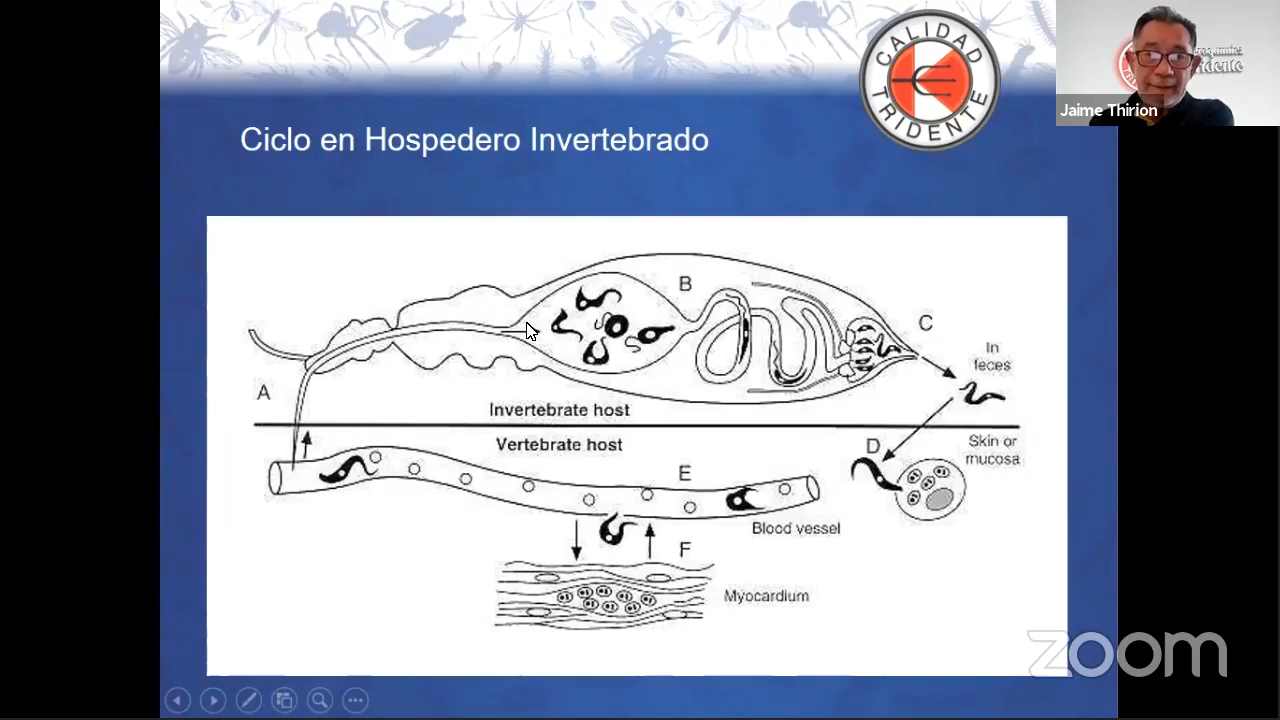 CALIDAD
TRIDENTE
Jaime Thirion
Ciclo en Hospedero Invertebrado
B
C
In
feces
A
Invertebrate host
Vertebrate host
D
Skin or
mucosa
E
Blood vessel
F
Myocardium
zoom